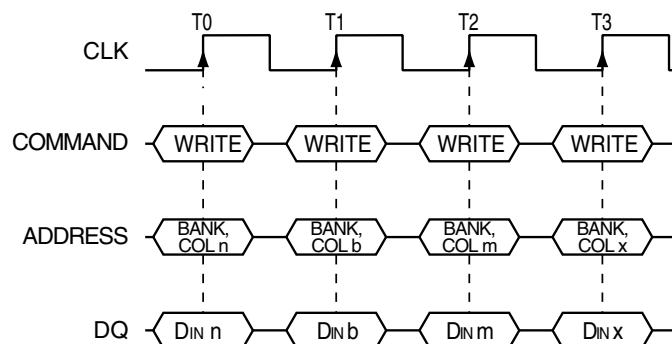 T0 T1 T2 T3
CLK
COMMAND WRITE WRITE WRITE WRITE
ADDRESS BANK, COL n BANK, COL b BANK, COL m BANK, COL x
DQ DIN n DIN b DIN m DIN x